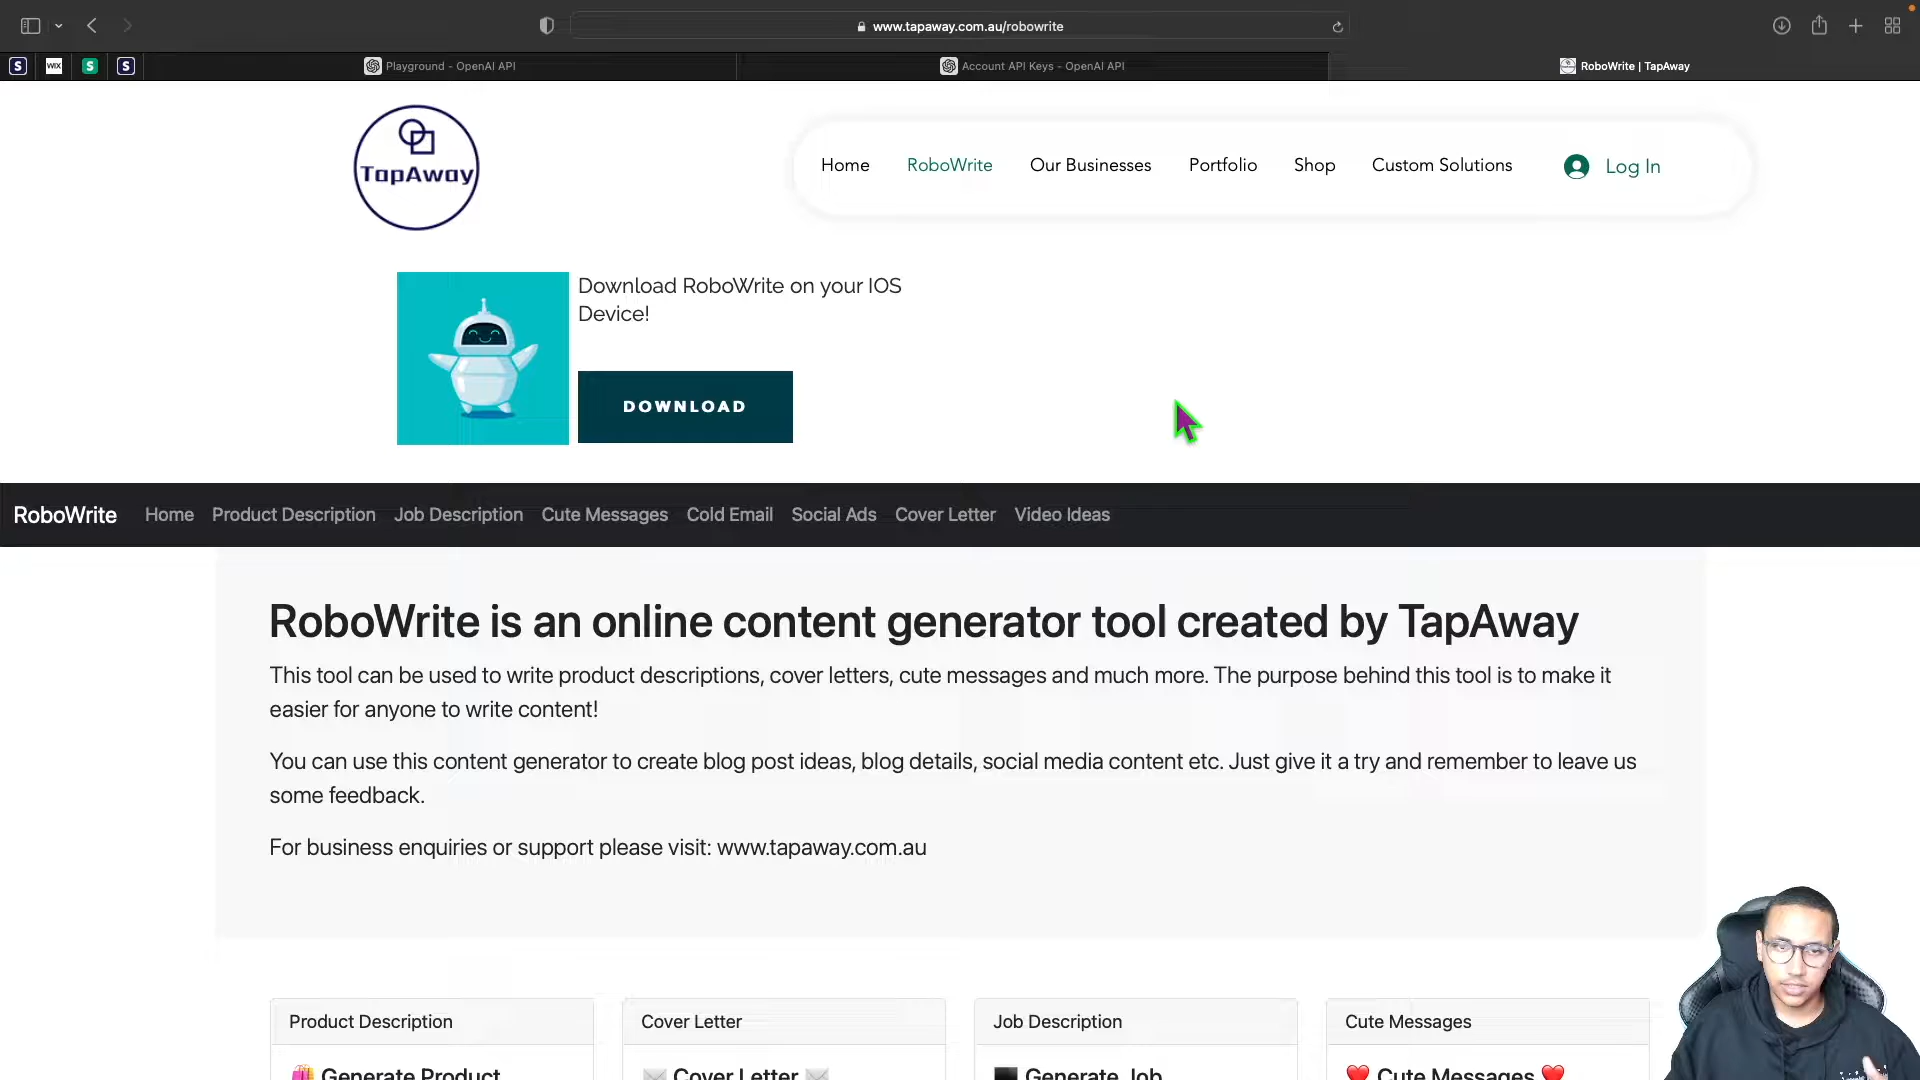 www.tapaway.com.au/robowrite
S
WIX
S
S
Playground - OpenAI API
Account API Keys - OpenAI API
RoboWrite | TapAway
TapAway
Home
RoboWrite
Our Businesses
Portfolio
Shop
Custom Solutions
Log In
Download RoboWrite on your IOS
Device!
DOWNLOAD
RoboWrite
Home
Product Description
Job Description
Cute Messages
Cold Email
Social Ads
Cover Letter
Video Ideas
RoboWrite is an online content generator tool created by TapAway
This tool can be used to write product descriptions, cover letters, cute messages and much more. The purpose behind this tool is to make it
easier for anyone to write content!
You can use this content generator to create blog post ideas, blog details, social media content etc. Just give it a try and remember to leave us
some feedback.
For business enquiries or support please visit: www.tapaway.com.au
Product Description
Cover Letter
Job Description
Cute Messages
Generate Product
Cover Letter
Generate Job
Cute Messages